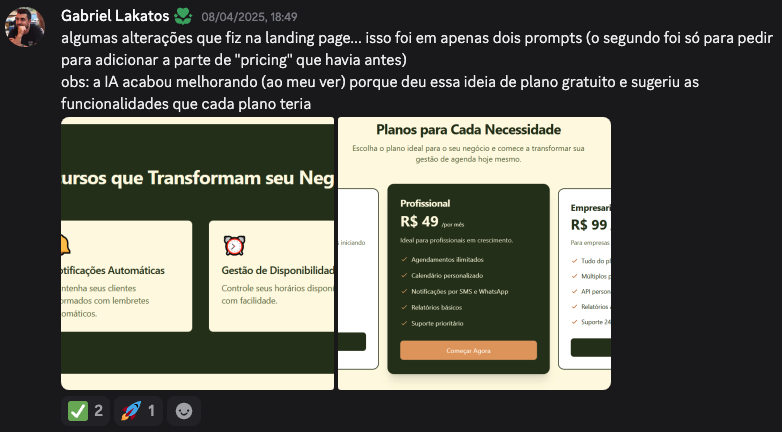 Gabriel Lakatos 08/04/2025, 18:49
algumas alterações que fiz na landing page... isso foi em apenas dois prompts (o segundo foi só para pedir
para adicionar a parte de "pricing" que havia antes)
obs: a IA acabou melhorando (ao meu ver) porque deu essa ideia de plano gratuito e sugeriu as
funcionalidades que cada plano teria
ursos que Transformam seu Neg
otificações Automáticas
ntenha seus clientes
ormados com lembretes
omáticos.
Gestão de Disponibilidad
Controle seus horários disponí
com facilidade.
Planos para Cada Necessidade
Escolha o plano ideal para o seu negócio e comece a transformar sua
gestão de agenda hoje mesmo.
s iniciando
Profissional
R$ 49 /por mês
Ideal para profissionais em crescimento.
Agendamentos ilimitados
Calendário personalizado
Notificações por SMS e WhatsApp
Relatórios básicos
Suporte prioritário
Começar Agora
Empresari
R$ 99
Para empresas
Tudo do pl
Múltiplos p
API person
Relatórios
Suporte 24
2
1